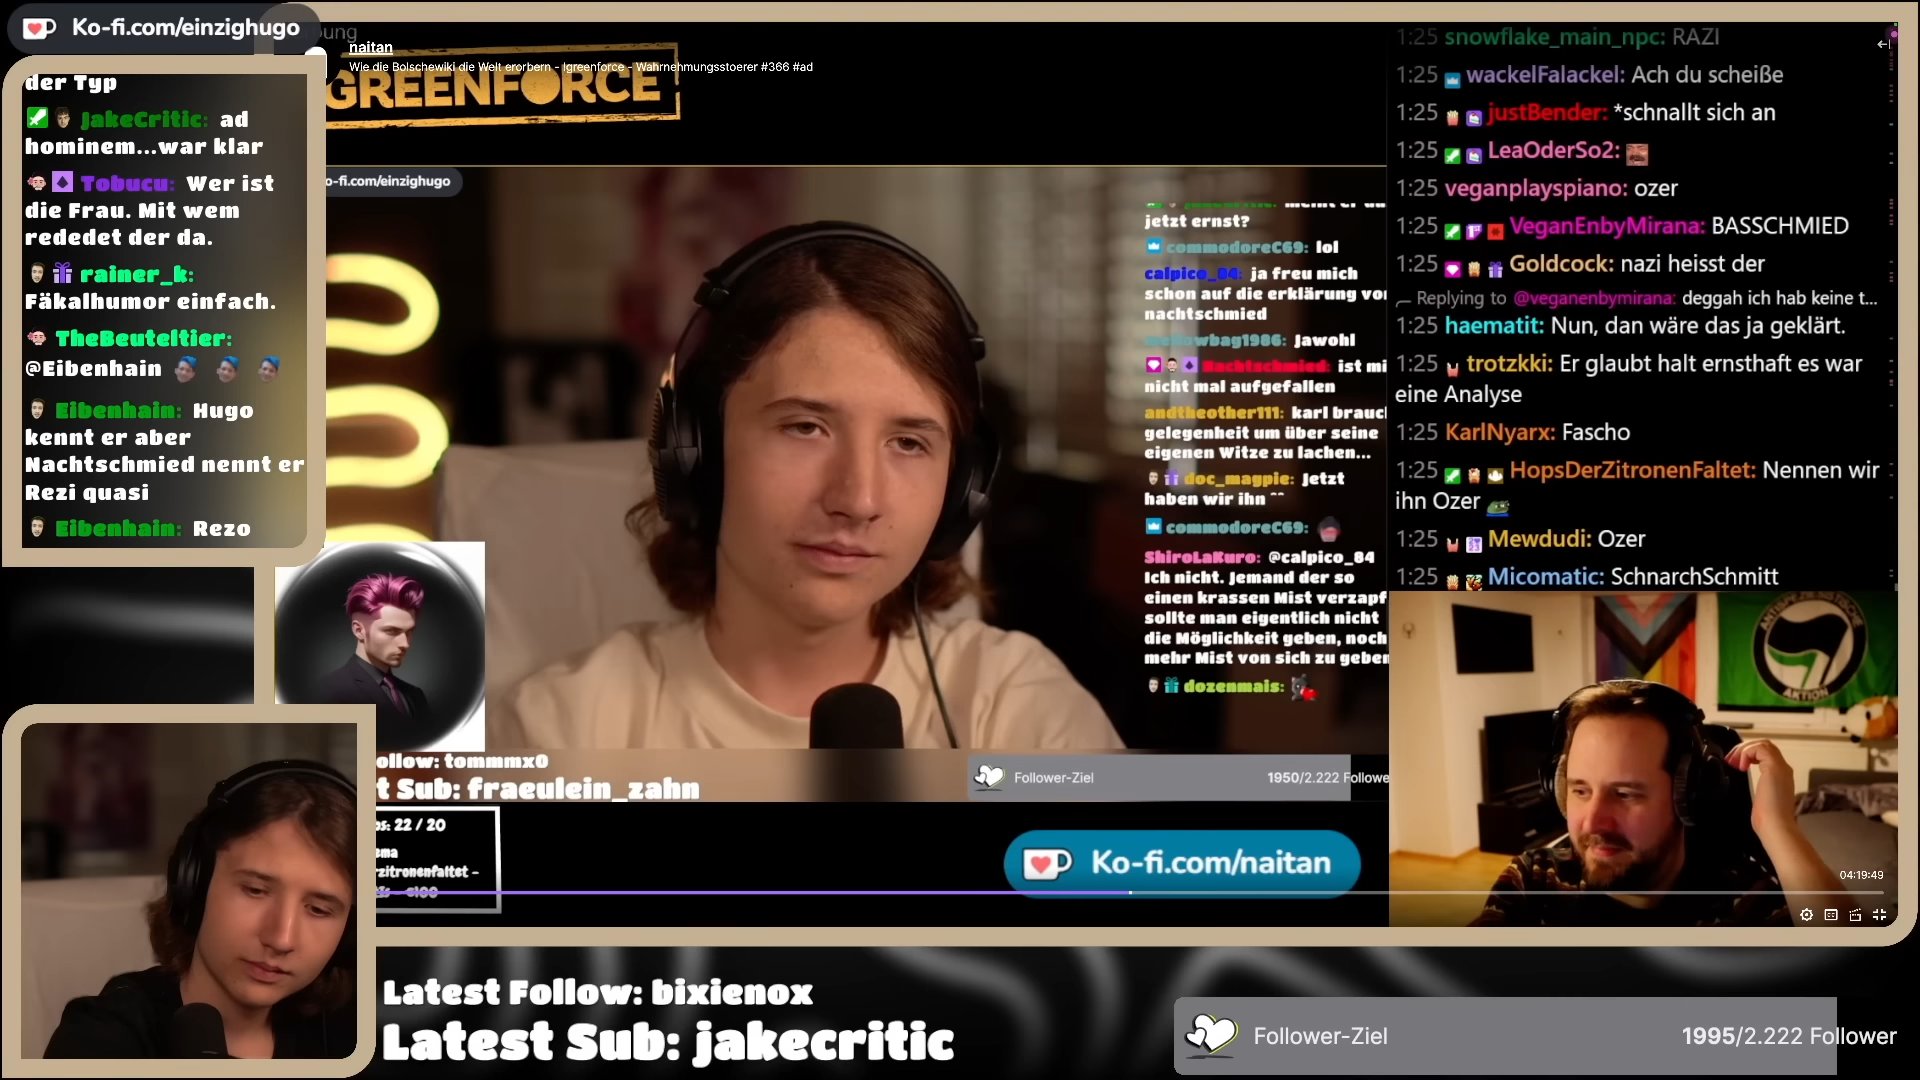 Ko-fi.com/einzighugo
der Typ
JakeCritic: ad
hominem...war klar
Tobucu: Wer ist
die Frau. Mit wem
rededet der da.
rainer_k:
Fäkalhumor einfach.
TheBeuteltier:
@Eibenhain
Eibenhain: Hugo
kennt er aber
Nachtschmied nennt er
Rezi quasi
Eibenhain: Rezo
naitan
Wie die Bolschewiki die Welt erorbern - !greenforce - Wahrnehmungsstoerer #366 #ad
GREENFORCE
o-fi.com/einzighugo
jetzt ernst?
commodoreC69: lol
calpico_84: ja freu mich
schon auf die erklärung vo
nachtschmied
Jawohl
Nachtschmied: ist mi
nicht mal aufgefallen
andtheother111: karl brauc
gelegenheit um über seine
eigenen Witze zu lachen...
doc_magpie: Jetzt
haben wir ihn ^^
commodoreC69:
ShiroLaKuro: @calpico_84
Ich nicht. Jemand der so
einen krassen Mist verzapf
sollte man eigentlich nicht
die Möglichkeit geben, noch
mehr Mist von sich zu geben
dozenmais:
ollow: tommmx0
t Sub: fraeulein_zahn
Follower-Ziel
1950/2.222 Followe
22 / 20
ema
rzitronenfaltet -
Ko-fi.com/naitan
1:25 snowflake_main_npc: RAZI
1:25 wackelFalackel: Ach du scheiße
1:25 justBender: *schnallt sich an
1:25 LeaOderSo2:
1:25 veganplayspiano: ozer
1:25 VeganEnbyMirana: BASSCHMIED
1:25 Goldcock: nazi heisst der
Replying to @veganenbymirana: deggah ich hab keine t...
1:25 haematit: Nun, dan wäre das ja geklärt.
1:25 trotzkki: Er glaubt halt ernsthaft es war
eine Analyse
1:25 KarlNyarx: Fascho
1:25 HopsDerZitronenFaltet: Nennen wir
ihn Ozer
1:25 Mewdudi: Ozer
1:25 Micomatic: SchnarchSchmitt
AKTION
04:19:49
Latest Follow: bixienox
Latest Sub: jakecritic
Follower-Ziel
1995/2.222 Follower